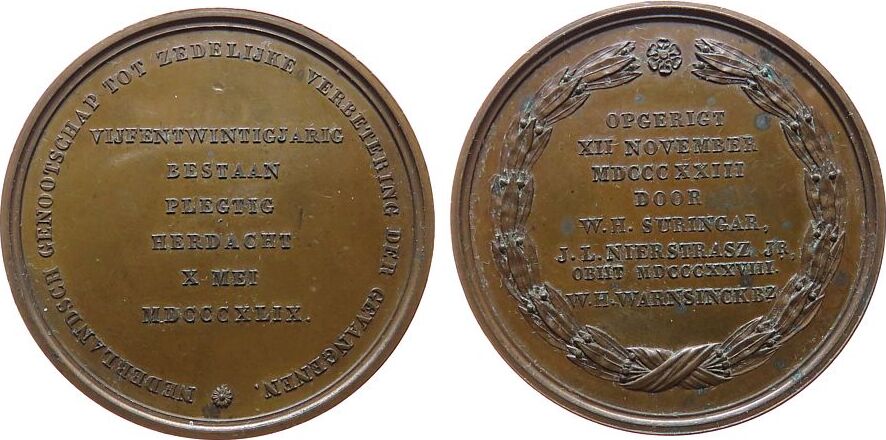 NEDERLANDSCH GENOOTSCHAP TOT ZEDELIJKE VERBETERING DER GEVANGENEN.
VIJFENTWINTIGJARIG
BESTAAN
PLEGTIG
HERDACHT
X MEI
MDCCCXLIX.
OPGERIGT
XII NOVEMBER
MDCCCXXIII
DOOR
W. H. SURINGAR,
J. L. NIERSTRASZ JR,
OBIIT MDCCCXXVIII.
W. H. WARNSINCK BZ